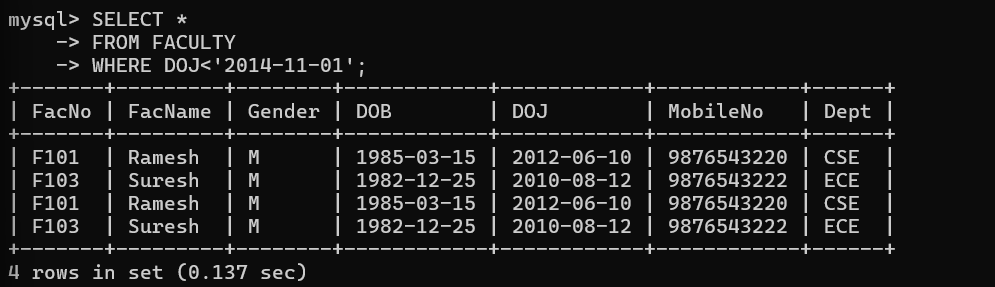 mysql> SELECT *
    -> FROM FACULTY
    -> WHERE DOJ<'2014-11-01';
+-------+---------+--------+------------+------------+------------+------+
| FacNo | FacName | Gender | DOB        | DOJ        | MobileNo   | Dept |
+-------+---------+--------+------------+------------+------------+------+
| F101  | Ramesh  | M      | 1985-03-15 | 2012-06-10 | 9876543220 | CSE  |
| F103  | Suresh  | M      | 1982-12-25 | 2010-08-12 | 9876543222 | ECE  |
| F101  | Ramesh  | M      | 1985-03-15 | 2012-06-10 | 9876543220 | CSE  |
| F103  | Suresh  | M      | 1982-12-25 | 2010-08-12 | 9876543222 | ECE  |
+-------+---------+--------+------------+------------+------------+------+
4 rows in set (0.137 sec)